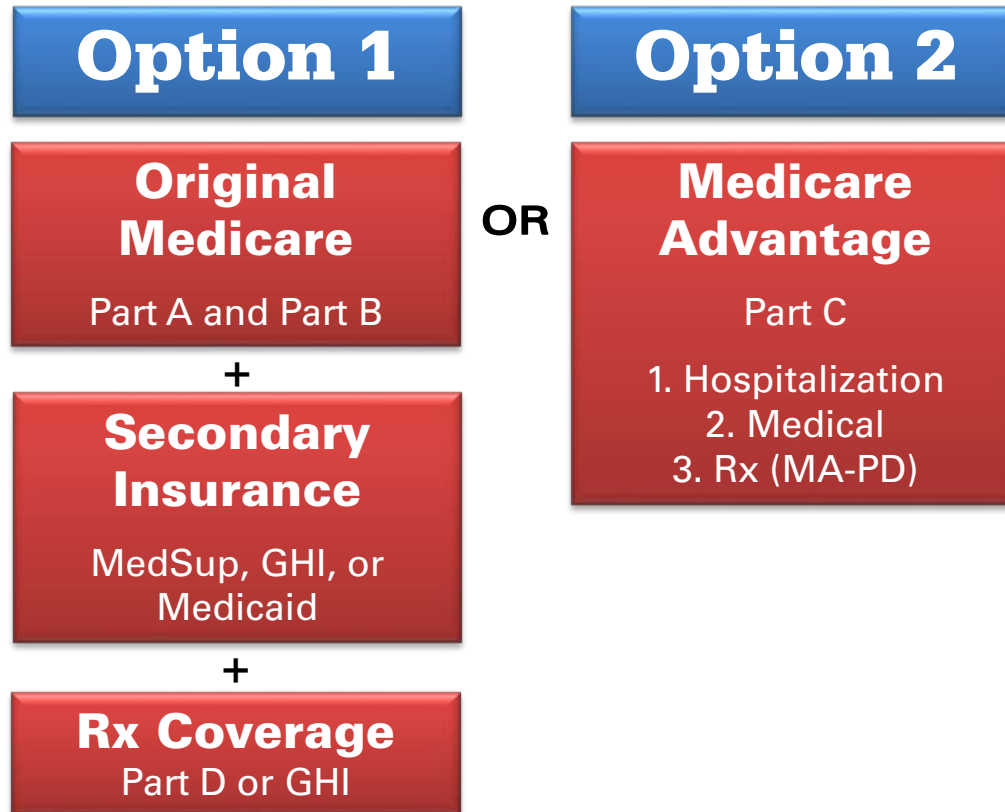 Option 1
Original
Medicare
Part A and Part B
+
Secondary
Insurance
MedSup, GHI, or
Medicaid
+
Rx Coverage
Part D or GHI
OR
Option 2
Medicare
Advantage
Part C
1. Hospitalization
2. Medical
3. Rx (MA-PD)